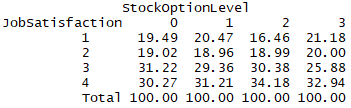 StockOptionLevel
JobSatisfaction 0 1 2 3
1 19.49 20.47 16.46 21.18
2 19.02 18.96 18.99 20.00
3 31.22 29.36 30.38 25.88
4 30.27 31.21 34.18 32.94
Total 100.00 100.00 100.00 100.00